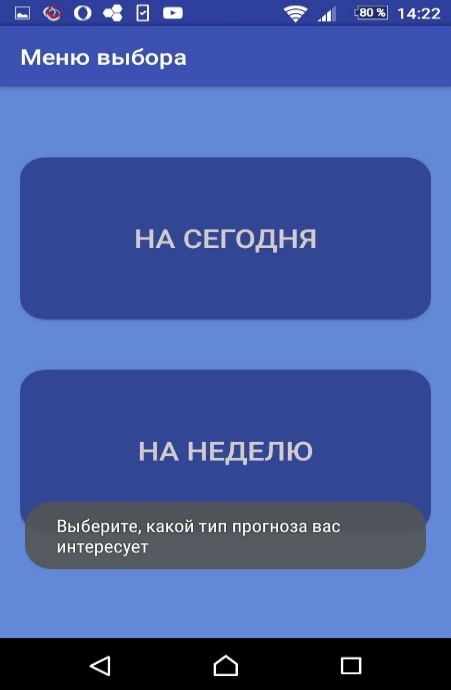 80 % 14:22
Меню выбора
НА СЕГОДНЯ
НА НЕДЕЛЮ
Выберите, какой тип прогноза вас
интересует